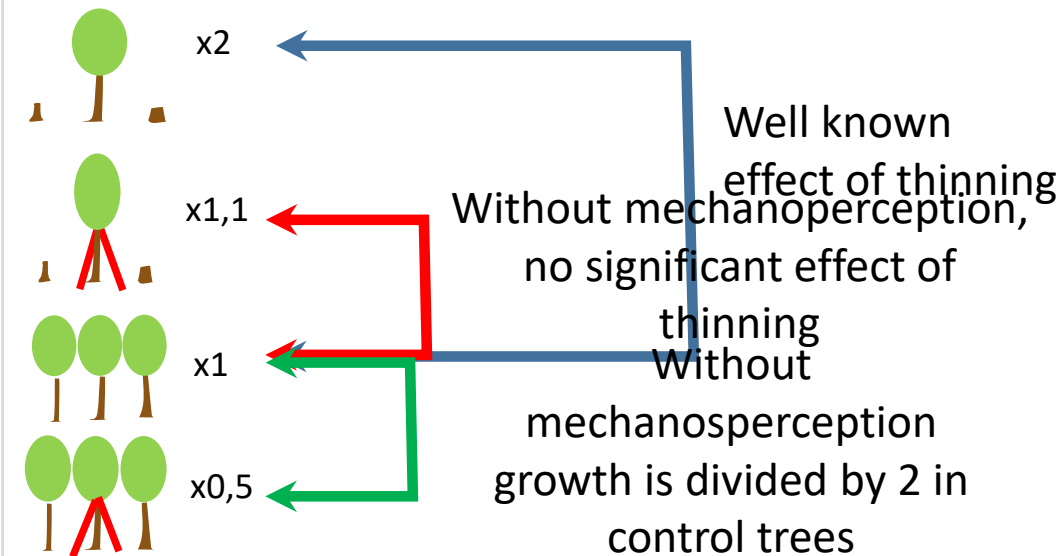 x2
Well known
effect of thinning
x1,1
Without mechanoperception,
no significant effect of
thinning
x1
Without
mechanosperception
growth is divided by 2 in
control trees
x0,5